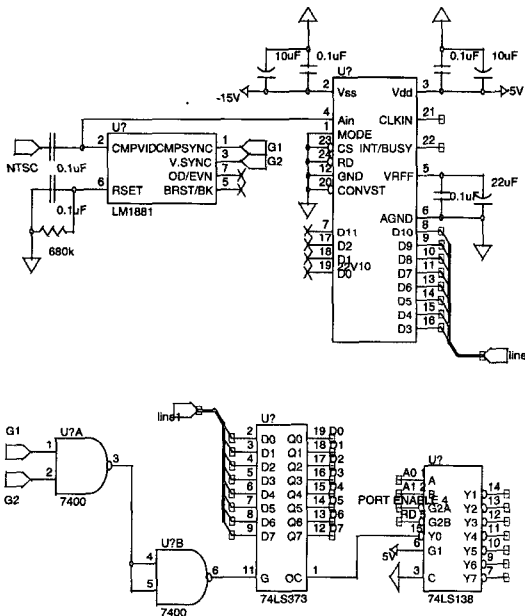 10uF
0.1uF
0.1uF
10uF
U?
-15V
2 Vss Vdd 3
5V
4 Ain CLKIN 21
1 MODE
23 CS INT/BUSY 22
24 RD
12 GND VRFF 5
20 CONVST
0.1uF
22uF
AGND 6
7 D11 D10 8
17 D2 D9 9
18 D1 D8 10
19 D0 D7 11
22V10
D6 13
D5 14
D4 15
D3 16
line
U?
NTSC
0.1uF
2 CMPVID CMPSYNC 1 G1
V.SYNC 3 G2
OD/EVN 7
6 RSET BRST/BK 5
LM1881
0.1uF
680k
G1
G2
U?A
1
2
3
7400
U?B
4
5
6
7400
line1
U?
2 D0 Q0 19 D0
3 D1 Q1 18 D1
4 D2 Q2 17 D2
5 D3 Q3 16 D3
6 D4 Q4 15 D4
7 D5 Q5 14 D5
8 D6 Q6 13 D6
9 D7 Q7 12 D7
11 G OC 1
74LS373
U?
A0 1 A
A1 2 B Y1 14
PORT ENABLE 4 G2A Y2 13
RD 5 G2B Y3 12
15 Y0 Y4 11
5V 6 G1 Y5 10
Y6 9
3 C Y7 7
74LS138